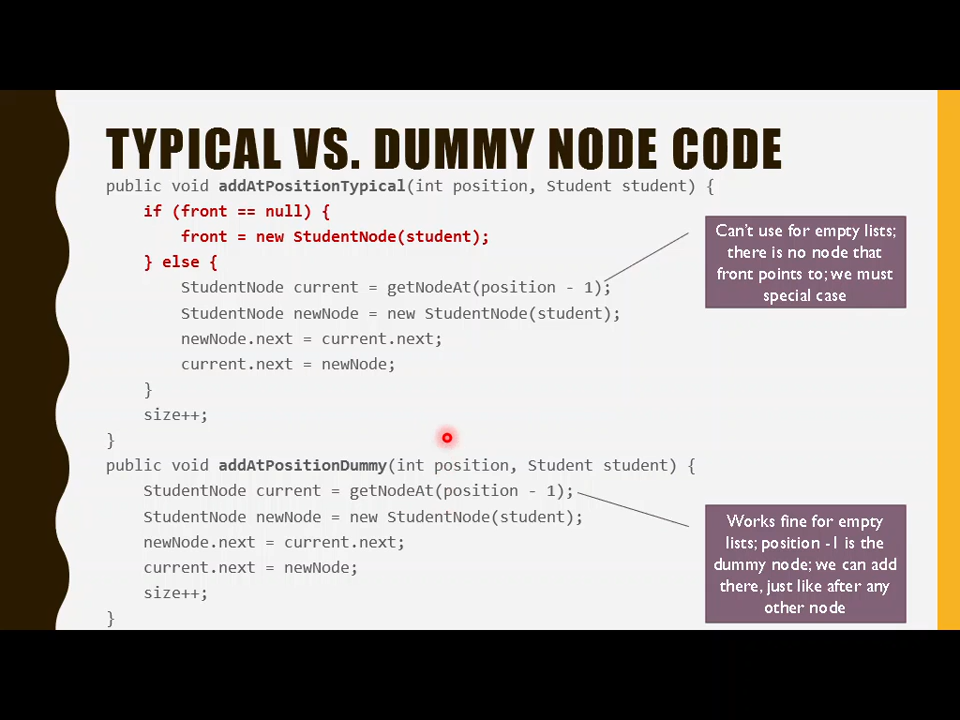 TYPICAL VS. DUMMY NODE CODE
public void addAtPositionTypical(int position, Student student) {
if (front == null) {
front = new StudentNode(student);
} else {
StudentNode current = getNodeAt(position - 1);
StudentNode newNode = new StudentNode(student);
newNode.next = current.next;
current.next = newNode;
}
size++;
}
Can't use for empty lists;
there is no node that
front points to; we must
special case
public void addAtPositionDummy(int position, Student student) {
StudentNode current = getNodeAt(position - 1);
StudentNode newNode = new StudentNode(student);
newNode.next = current.next;
current.next = newNode;
size++;
}
Works fine for empty
lists; position -1 is the
dummy node; we can add
there, just like after any
other node